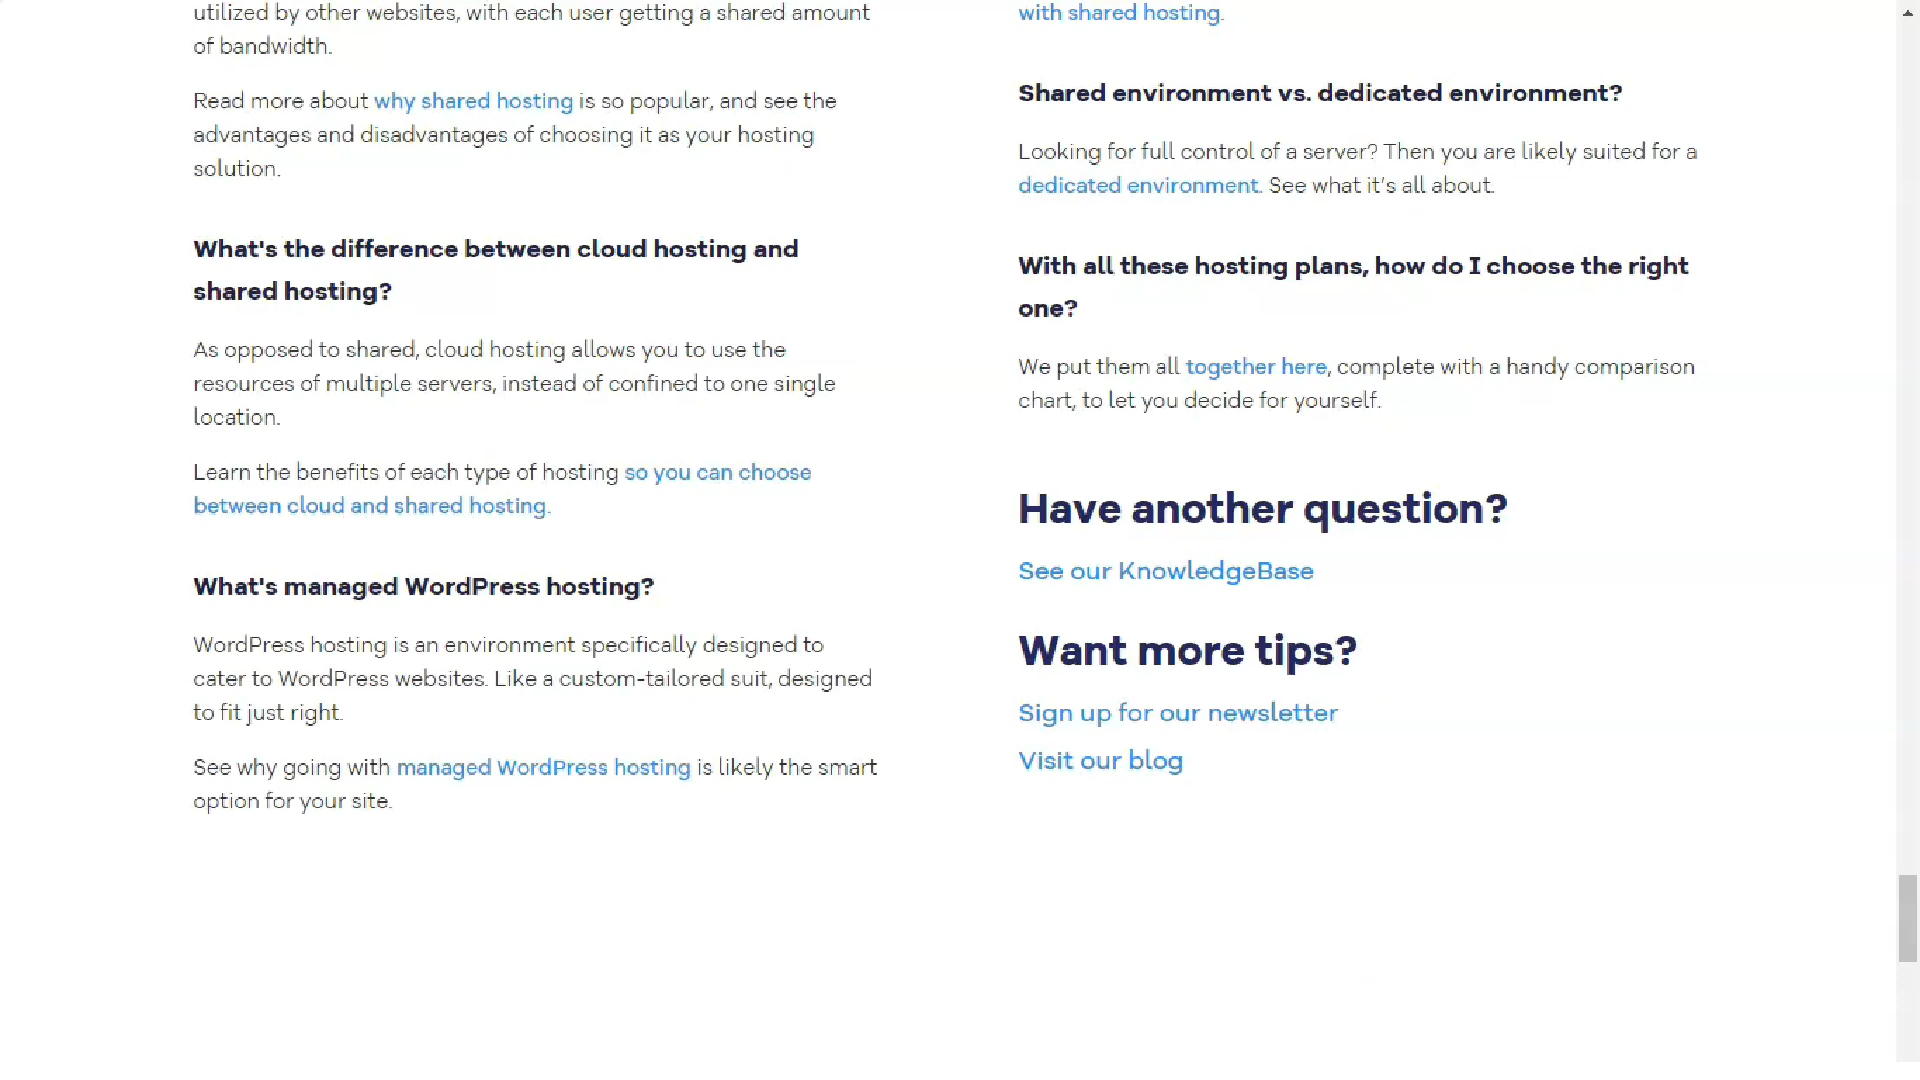 utilized by other websites, with each user getting a shared amount
of bandwidth.
Read more about why shared hosting is so popular, and see the
advantages and disadvantages of choosing it as your hosting
solution.
What's the difference between cloud hosting and
shared hosting?
As opposed to shared, cloud hosting allows you to use the
resources of multiple servers, instead of confined to one single
location.
Learn the benefits of each type of hosting so you can choose
between cloud and shared hosting.
What's managed WordPress hosting?
WordPress hosting is an environment specifically designed to
cater to WordPress websites. Like a custom-tailored suit, designed
to fit just right.
See why going with managed WordPress hosting is likely the smart
option for your site.
with shared hosting.
Shared environment vs. dedicated environment?
Looking for full control of a server? Then you are likely suited for a
dedicated environment. See what it’s all about.
With all these hosting plans, how do I choose the right
one?
We put them all together here, complete with a handy comparison
chart, to let you decide for yourself.
Have another question?
See our KnowledgeBase
Want more tips?
Sign up for our newsletter
Visit our blog